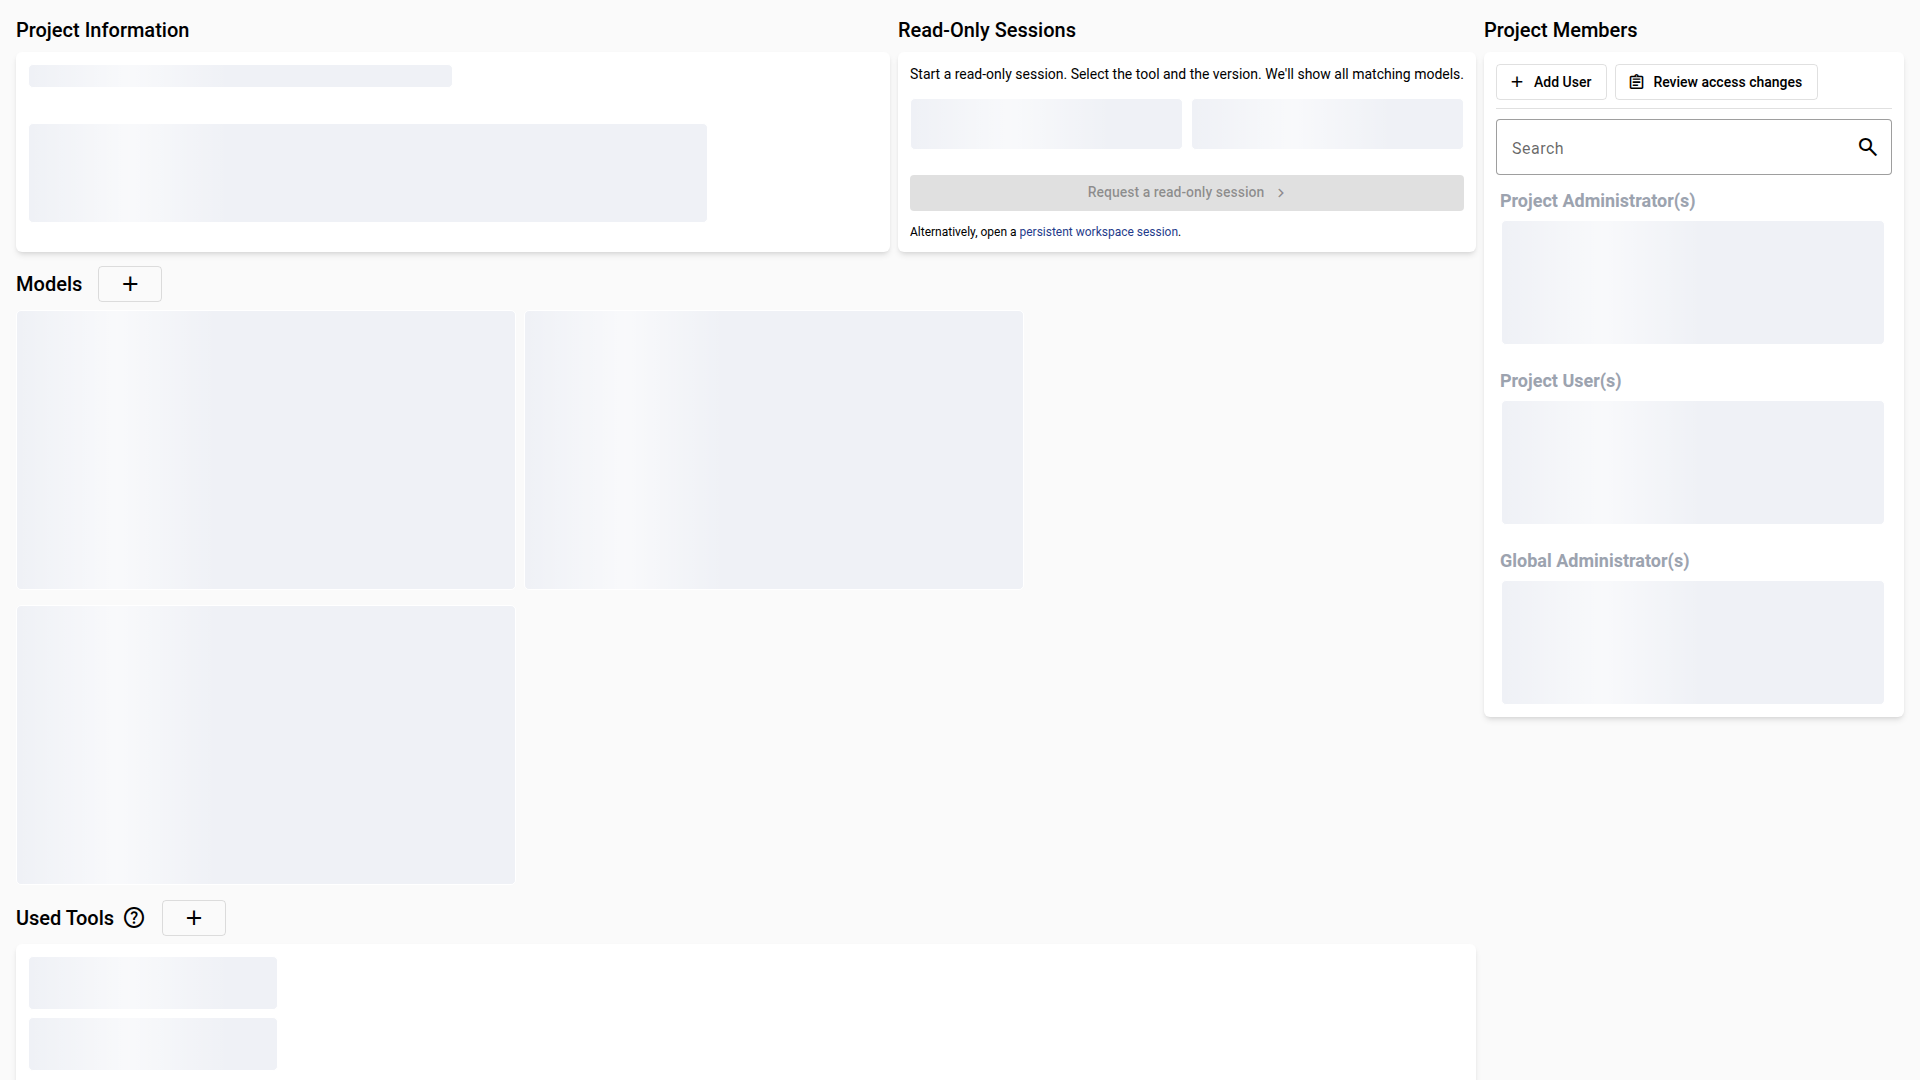 Project Information
Read-Only Sessions
Start a read-only session. Select the tool and the version. We'll show all matching models.
Request a read-only session
Alternatively, open a persistent workspace session.
Models
Used Tools
Project Members
Add User
Review access changes
Search
Project Administrator(s)
Project User(s)
Global Administrator(s)